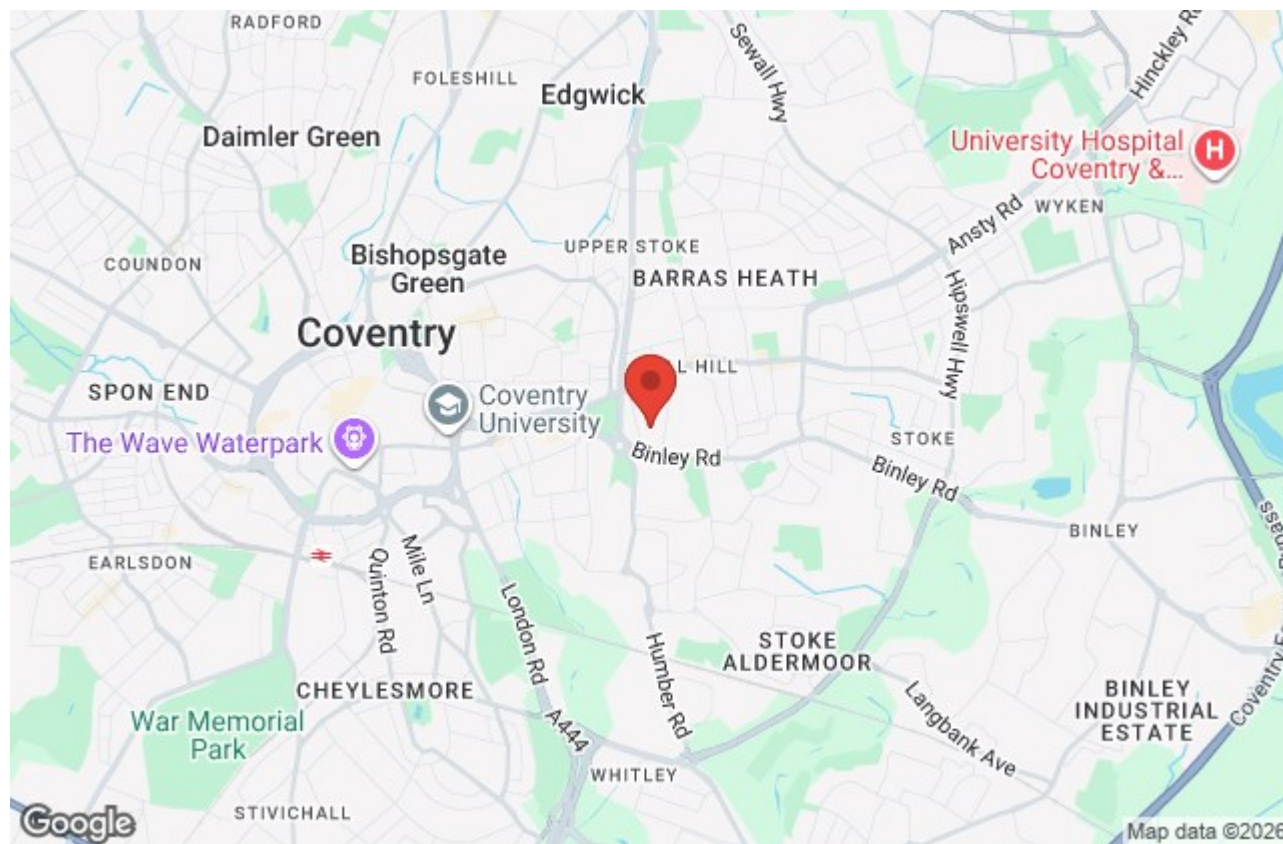 RADFORD
FOLESHILL
Edgwick
Sewall Hwy
Hinckley Rd
Daimler Green
University Hospital
Coventry &...
H
WYKEN
Ansty Rd
UPPER STOKE
Bishopsgate
Green
COUNDON
BARRAS HEATH
Hipswell Hwy
Coventry
L HILL
SPON END
Coventry
University
The Wave Waterpark
STOKE
Binley Rd
Binley Rd
BINLEY
EARLSDON
Quinton Rd
Mile Ln
London Rd
STOKE
ALDERMOOR
Humber Rd
CHEYLESMORE
Langbank Ave
BINLEY
INDUSTRIAL
ESTATE
War Memorial
Park
A444
WHITLEY
STIVICHALL
Google
Map data ©2026